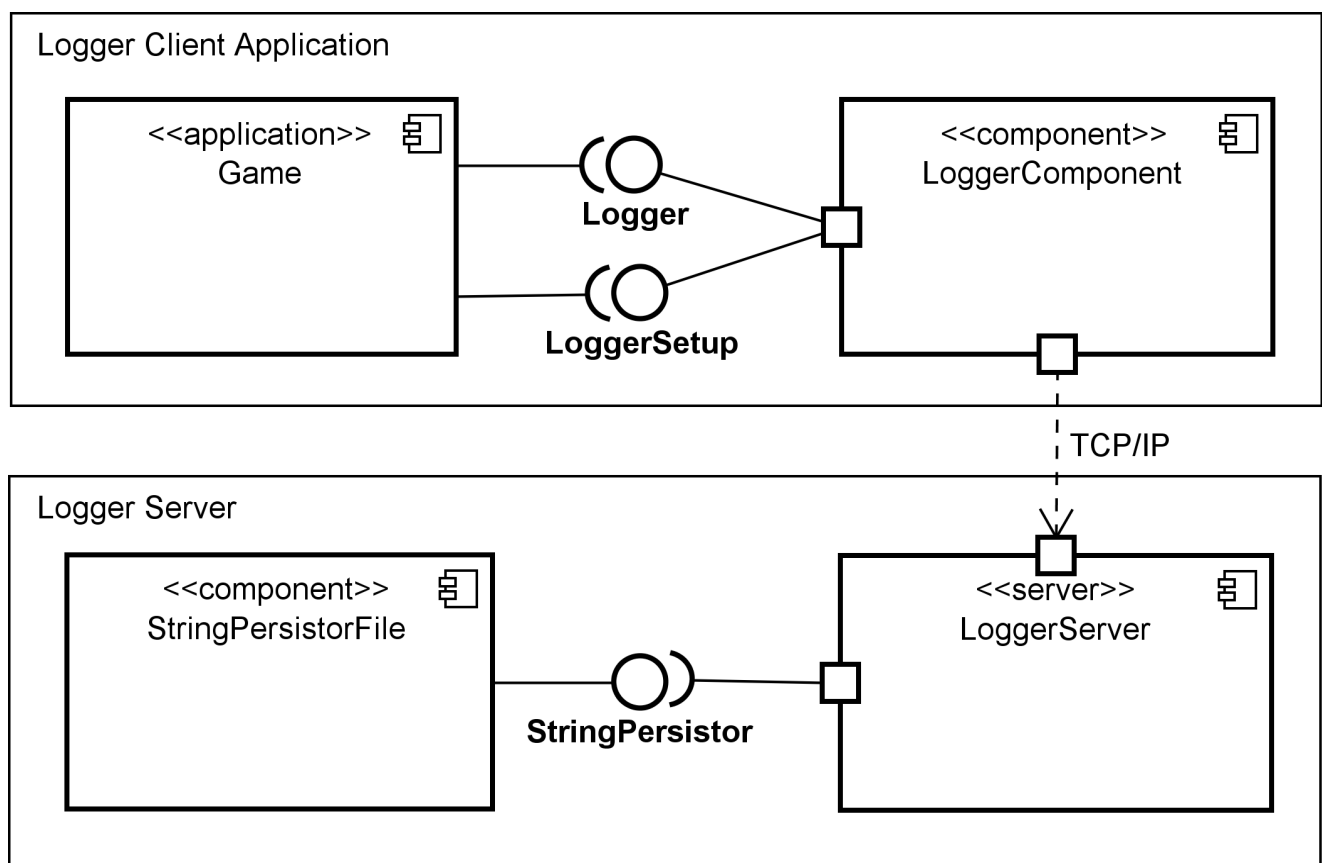 Logger Client Application
<<application>>
Game
Logger
LoggerSetup
<<component>>
LoggerComponent
TCP/IP
Logger Server
<<component>>
StringPersistorFile
StringPersistor
<<server>>
LoggerServer